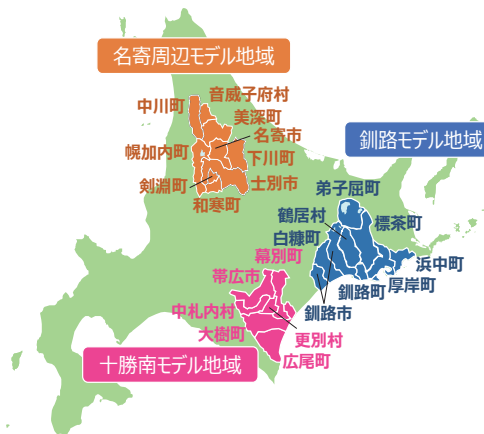 名寄周辺モデル地域
中川町
音威子府村
美深町
名寄市
幌加内町
下川町
剣淵町
士別市
和寒町
釧路モデル地域
弟子屈町
鶴居村
標茶町
白糠町
浜中町
厚岸町
釧路町
釧路市
幕別町
帯広市
中札内村
大樹町
更別村
広尾町
十勝南モデル地域